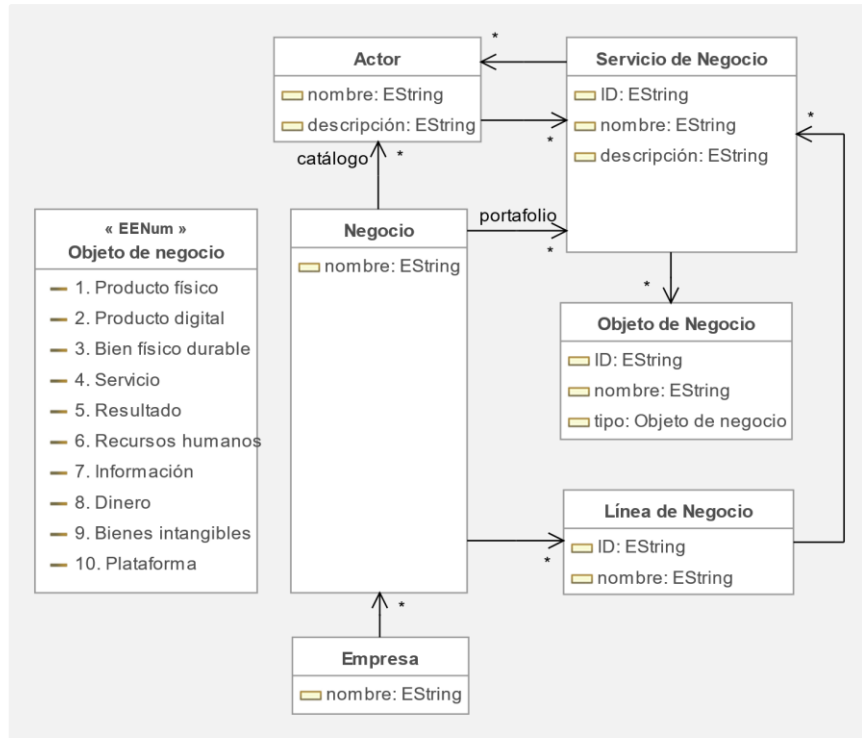 *
Actor
nombre: EString
descripción: EString
*
Servicio de Negocio
ID: EString
nombre: EString
descripción: EString
*
catálogo
*
« EENum »
Objeto de negocio
1. Producto físico
2. Producto digital
3. Bien físico durable
4. Servicio
5. Resultado
6. Recursos humanos
7. Información
8. Dinero
9. Bienes intangibles
10. Plataforma
Negocio
nombre: EString
portafolio
*
*
Objeto de Negocio
ID: EString
nombre: EString
tipo: Objeto de negocio
Línea de Negocio
ID: EString
nombre: EString
*
*
Empresa
nombre: EString